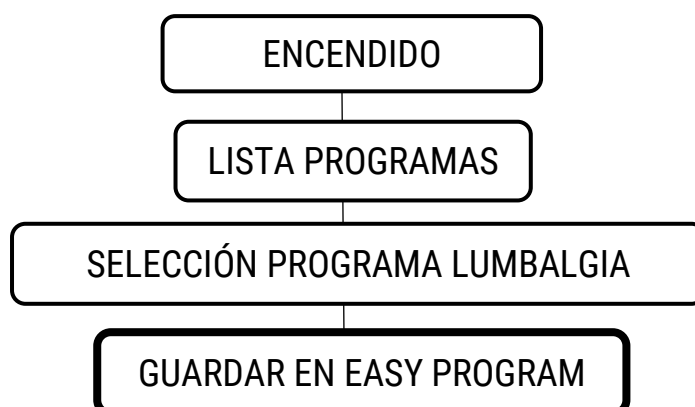 ENCENDIDO
LISTA PROGRAMAS
SELECCIÓN PROGRAMA LUMBALGIA
GUARDAR EN EASY PROGRAM